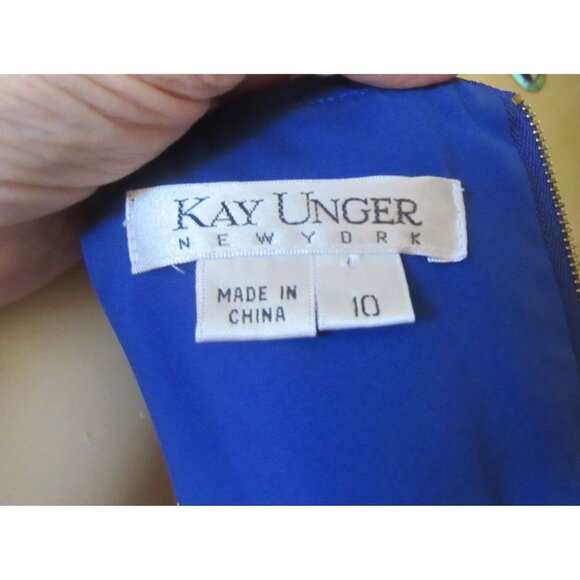 KAY UNGER
NEW YORK
MADE IN
CHINA
10